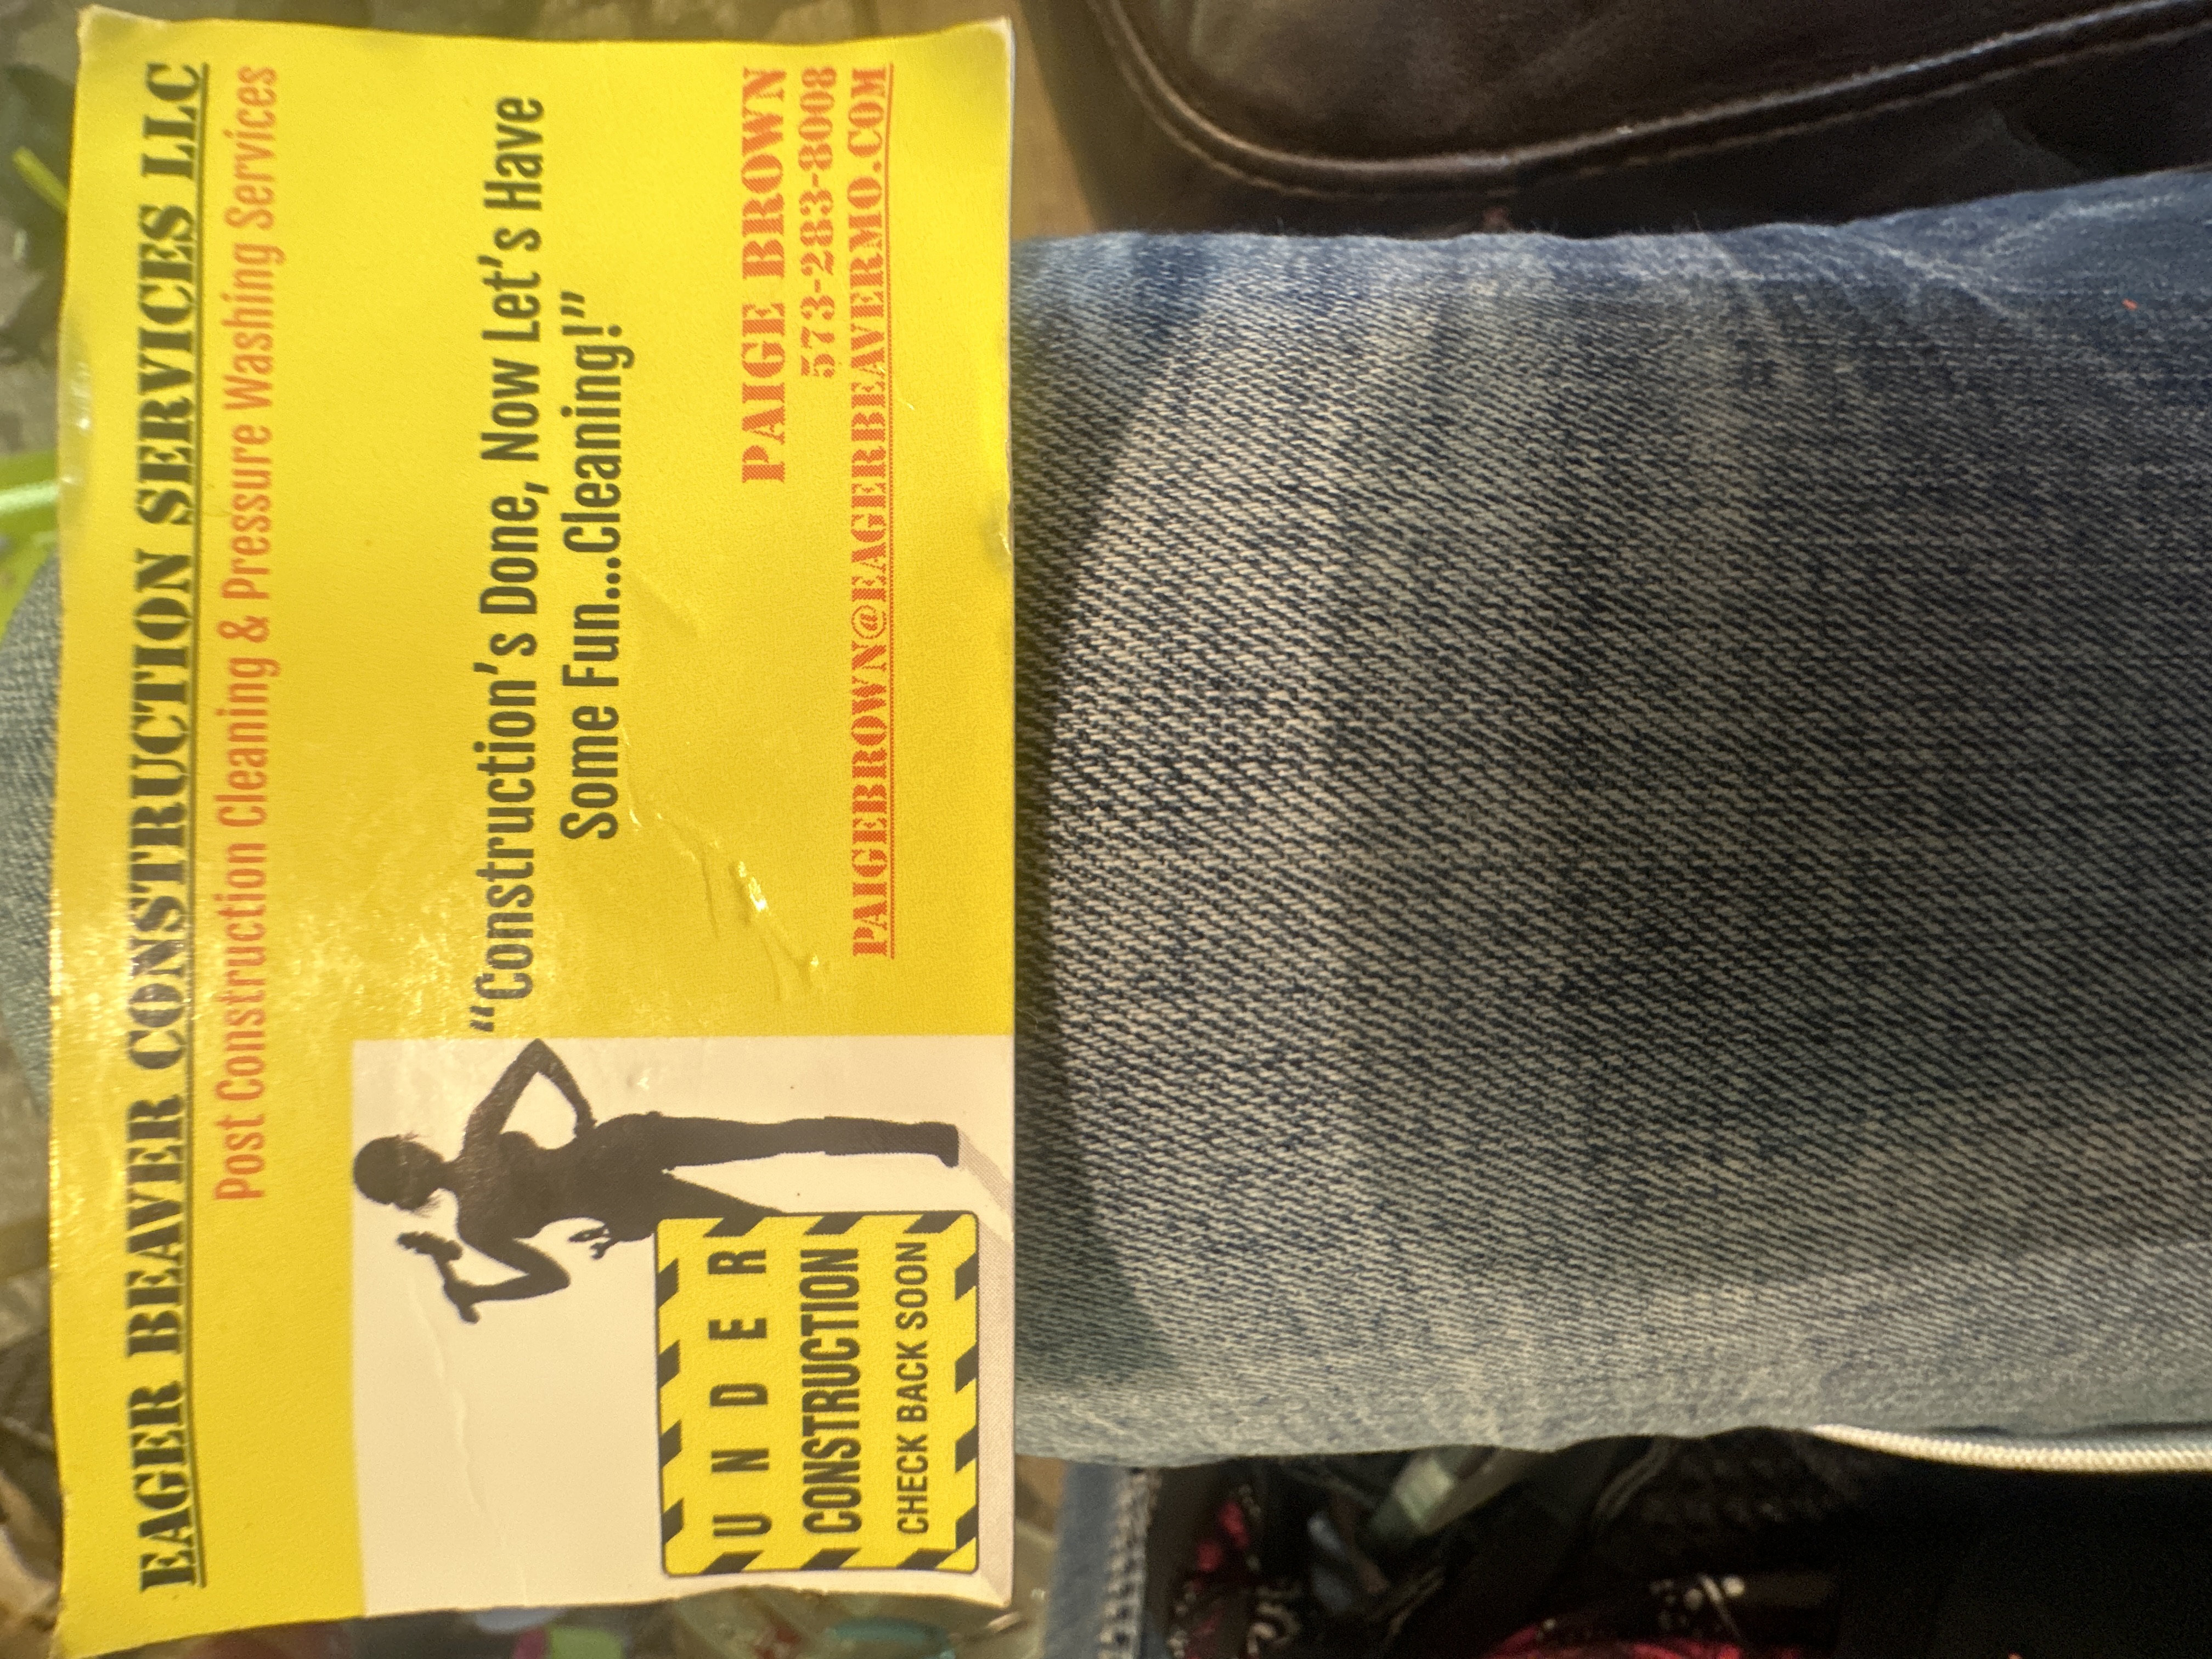 EAGER BEAVER CONSTRUCTION SERVICES LLC
Post Construction Cleaning & Pressure Washing Services
“Construction’s Done, Now Let’s Have
Some Fun...Cleaning!”
PAIGE BROWN
573-283-8008
PAIGEBROWN@EAGERBEAVERMO.COM
UNDER
CONSTRUCTION
CHECK BACK SOON